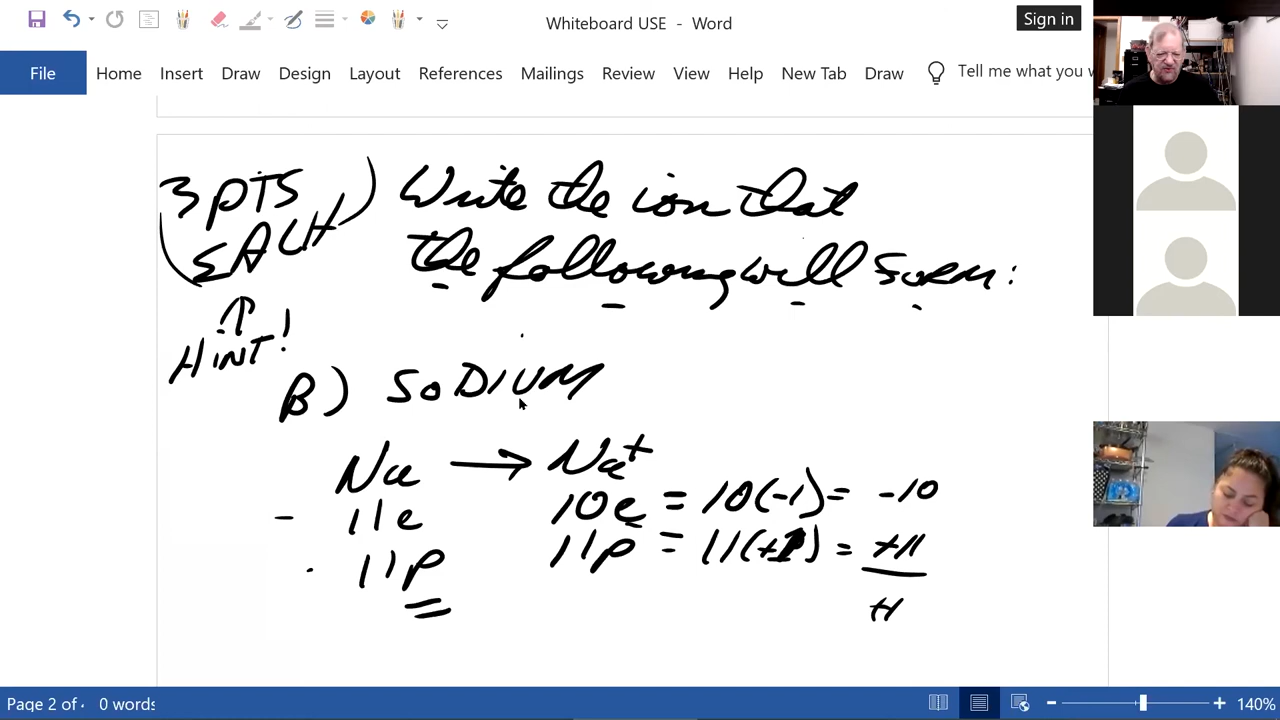 Whiteboard USE - Word
Sign in
File Home Insert Draw Design Layout References Mailings Review View Help New Tab Draw Tell me what you w
3 PTS EACH) Write the ion that
the following will FORM:
↑
HINT!
B) SODIUM
Na → Na+
- 11e 10e = 10(-1) = -10
11p 11p = 11(+1) = +11
+1
Page 2 of 0 words 140%